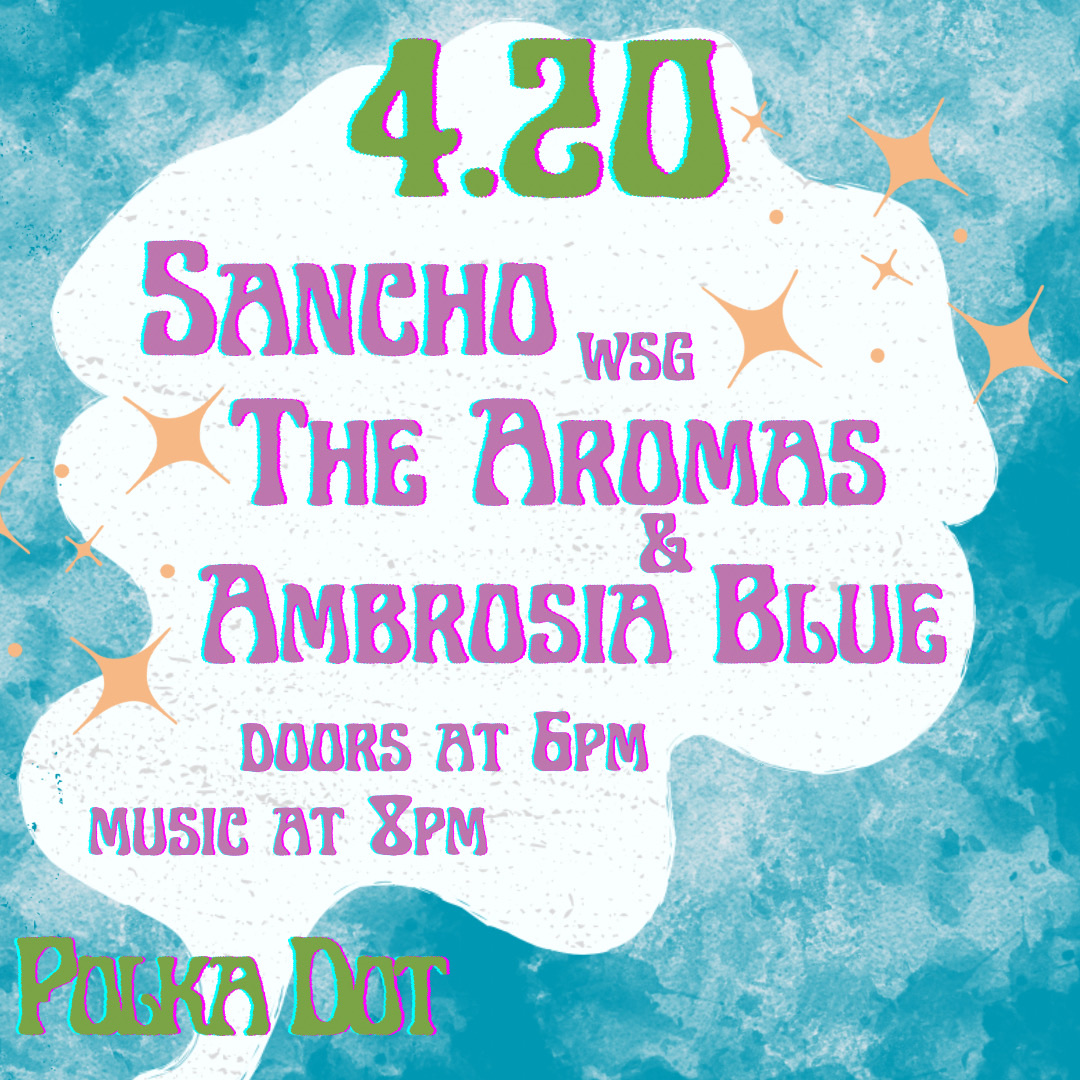 4.20
Sancho wsg
The Aromas
&
Ambrosia Blue
doors at 6pm
music at 8pm
Polka Dot